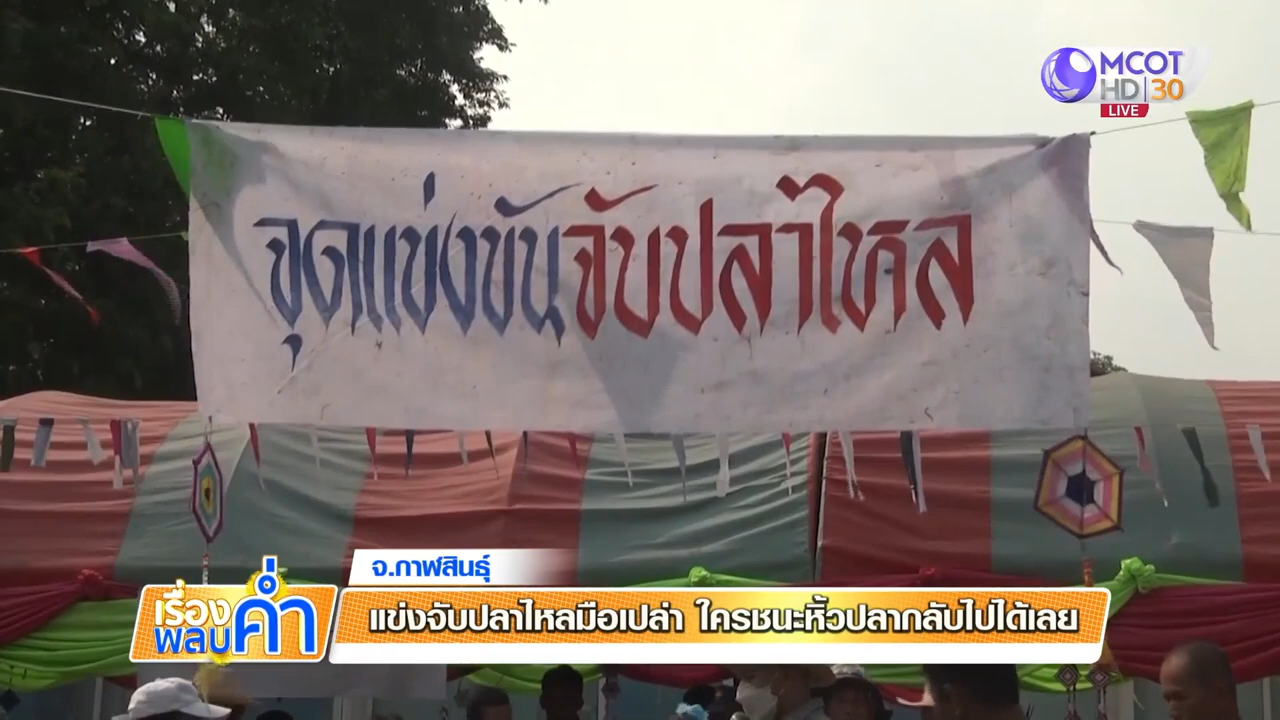 MCOT
HD 30
LIVE
จุดแข่งขันจับปลาไหล
จ.กาฬสินธุ์
เรื่อง
พลบ
ค่ำ
แข่งจับปลาไหลมือเปล่า ใครชนะหิ้วปลากลับไปได้เลย